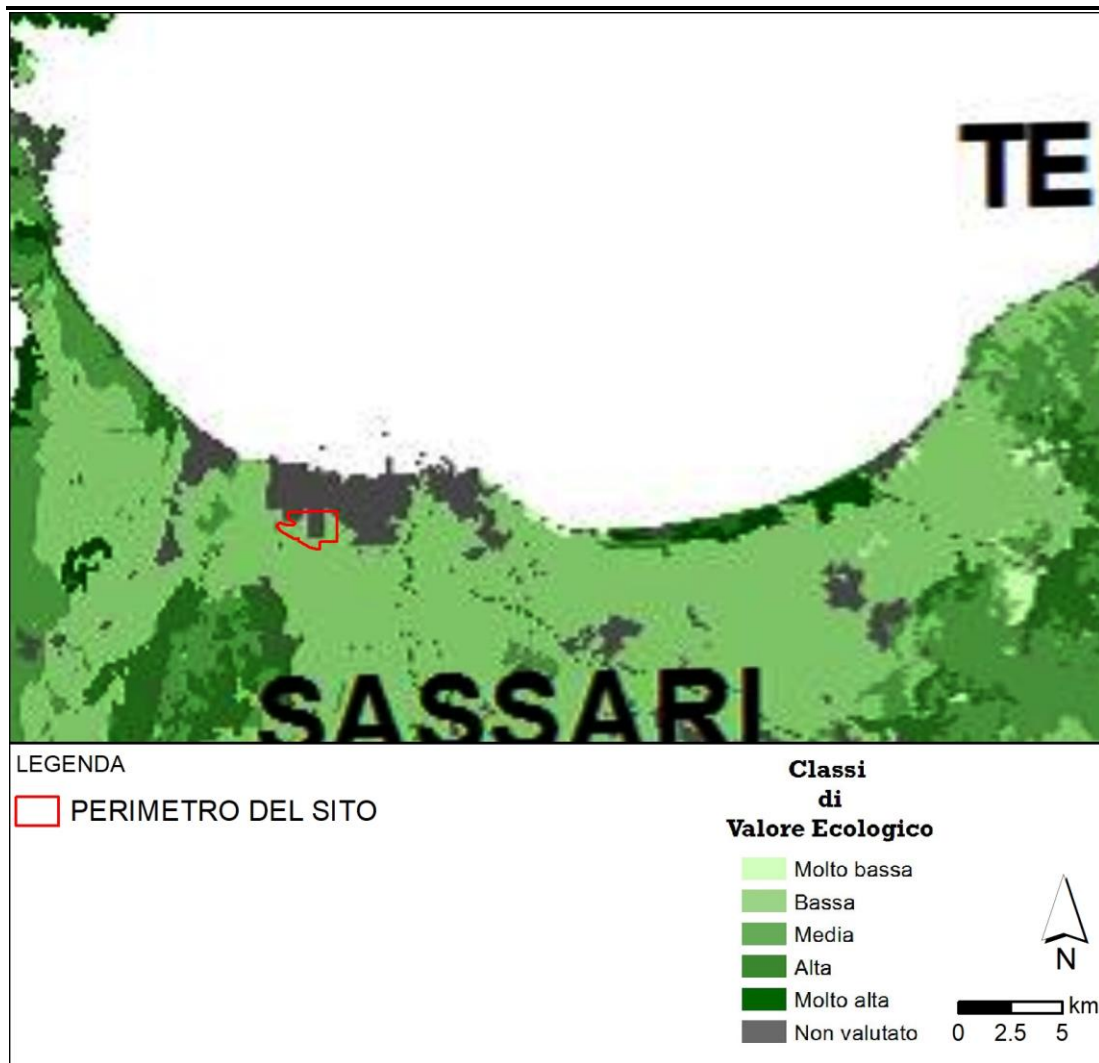 TE
SASSARI
LEGENDA
PERIMETRO DEL SITO
Classi
di
Valore Ecologico
Molto bassa
Bassa
Media
Alta
Molto alta
Non valutato
N
km
0 2.5 5